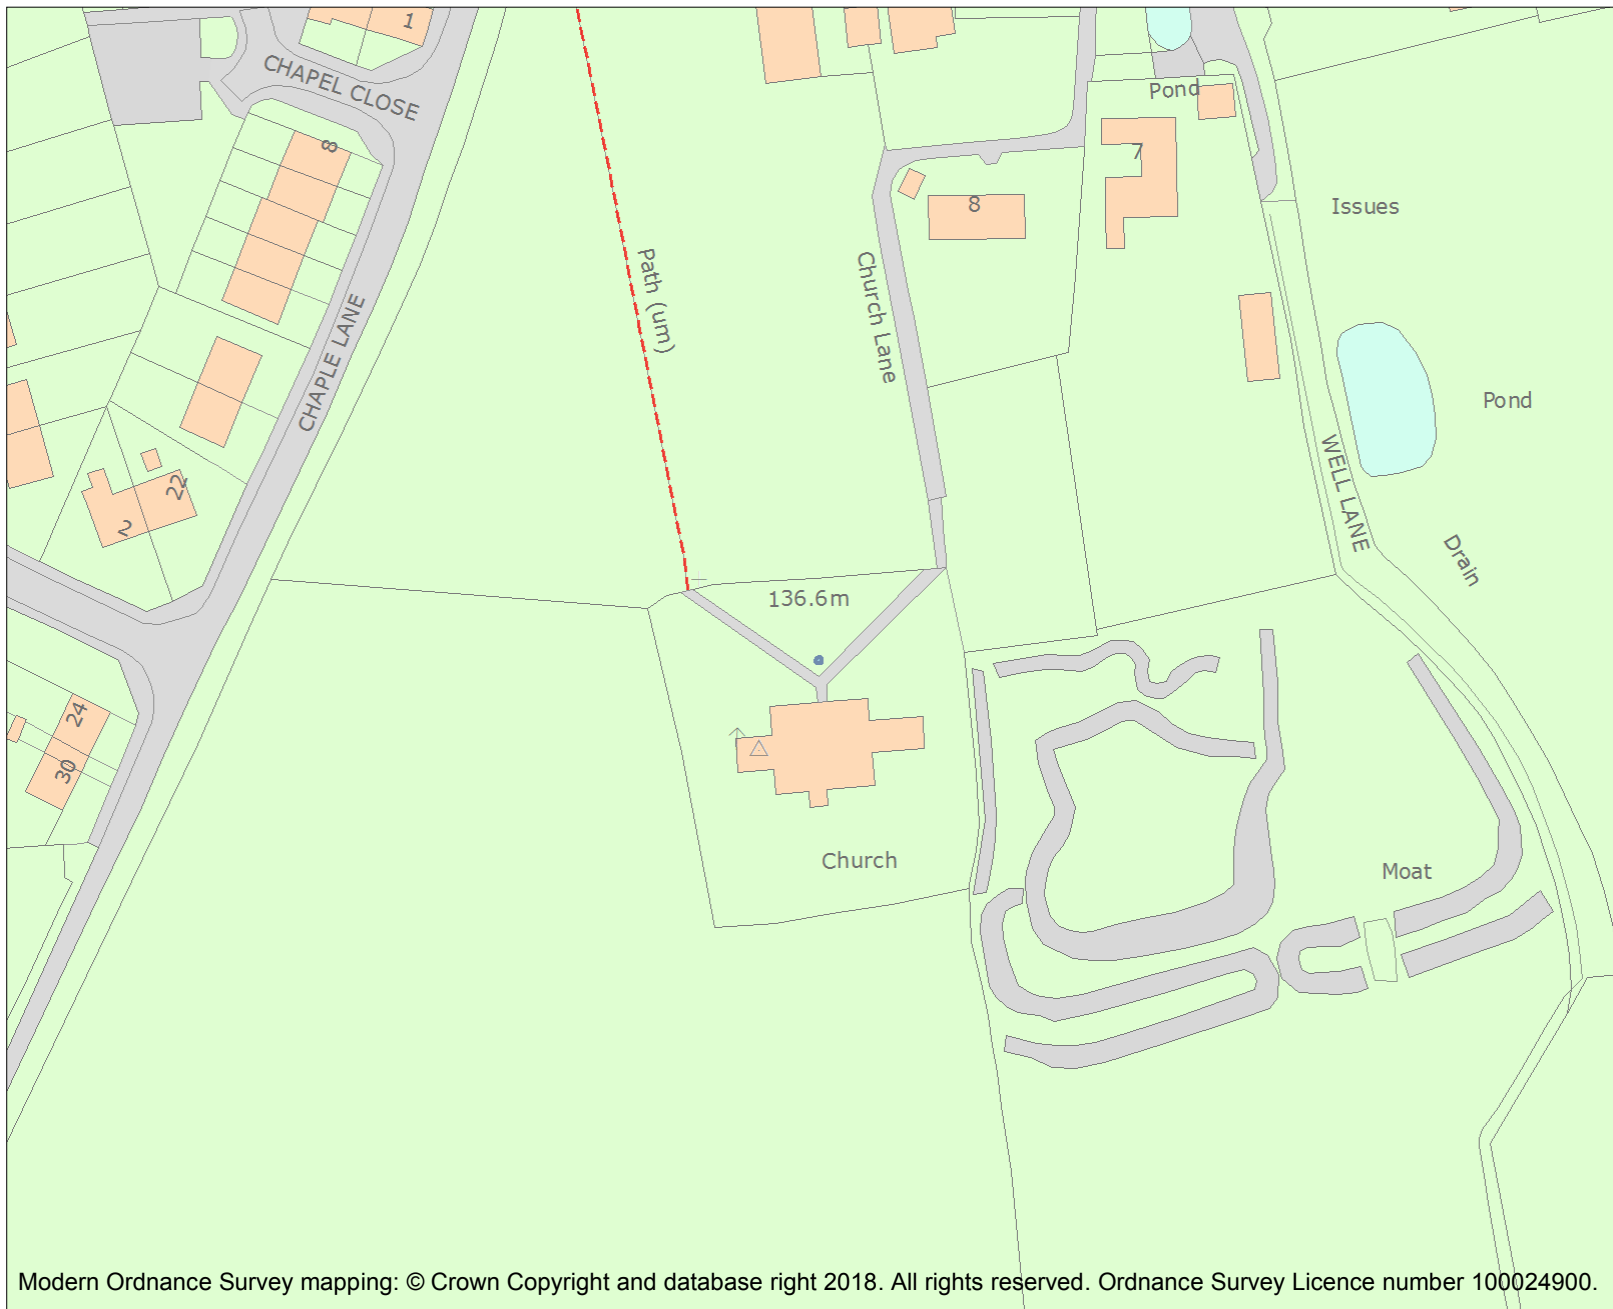 1
CHAPEL CLOSE
Pond
8
7
8
Issues
Path (um)
Church Lane
CHAPLE LANE
Pond
WELL LANE
22
2
Drain
136.6m
24
30
Church
Moat
Modern Ordnance Survey mapping: © Crown Copyright and database right 2018. All rights reserved. Ordnance Survey Licence number 100024900.